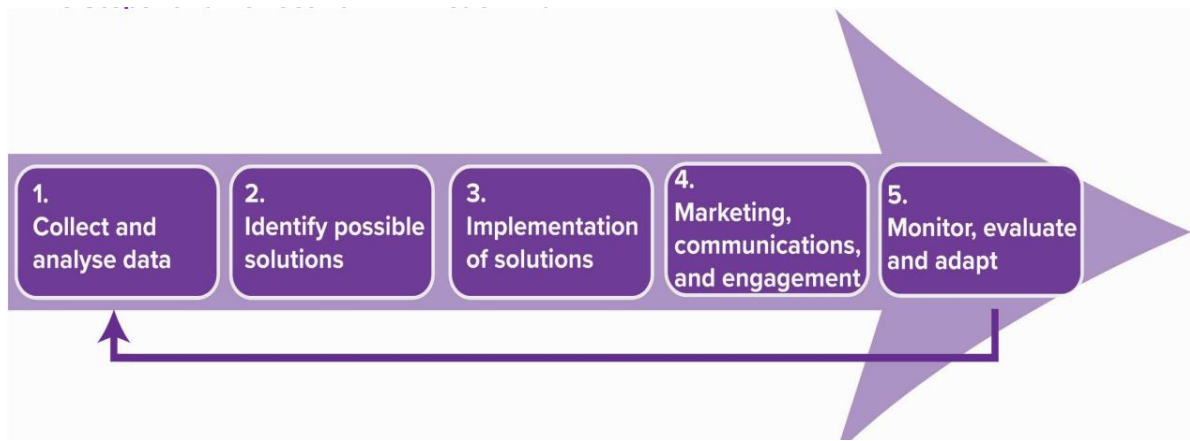 1.
Collect and
analyse data
2.
Identify possible
solutions
3.
Implementation
of solutions
4.
Marketing,
communications,
and engagement
5.
Monitor, evaluate
and adapt